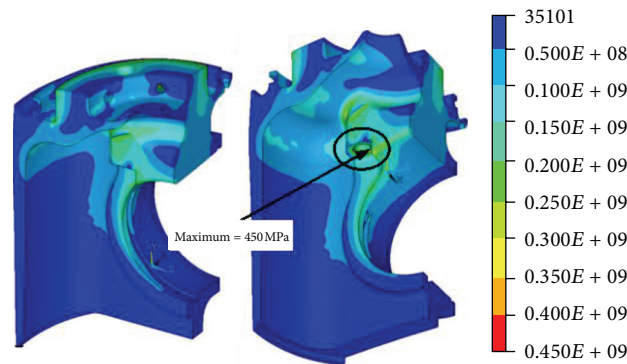 35101
0.500E + 08
0.100E + 09
0.150E + 09
0.200E + 09
0.250E + 09
0.300E + 09
0.350E + 09
0.400E + 09
0.450E + 09
Maximum = 450 MPa